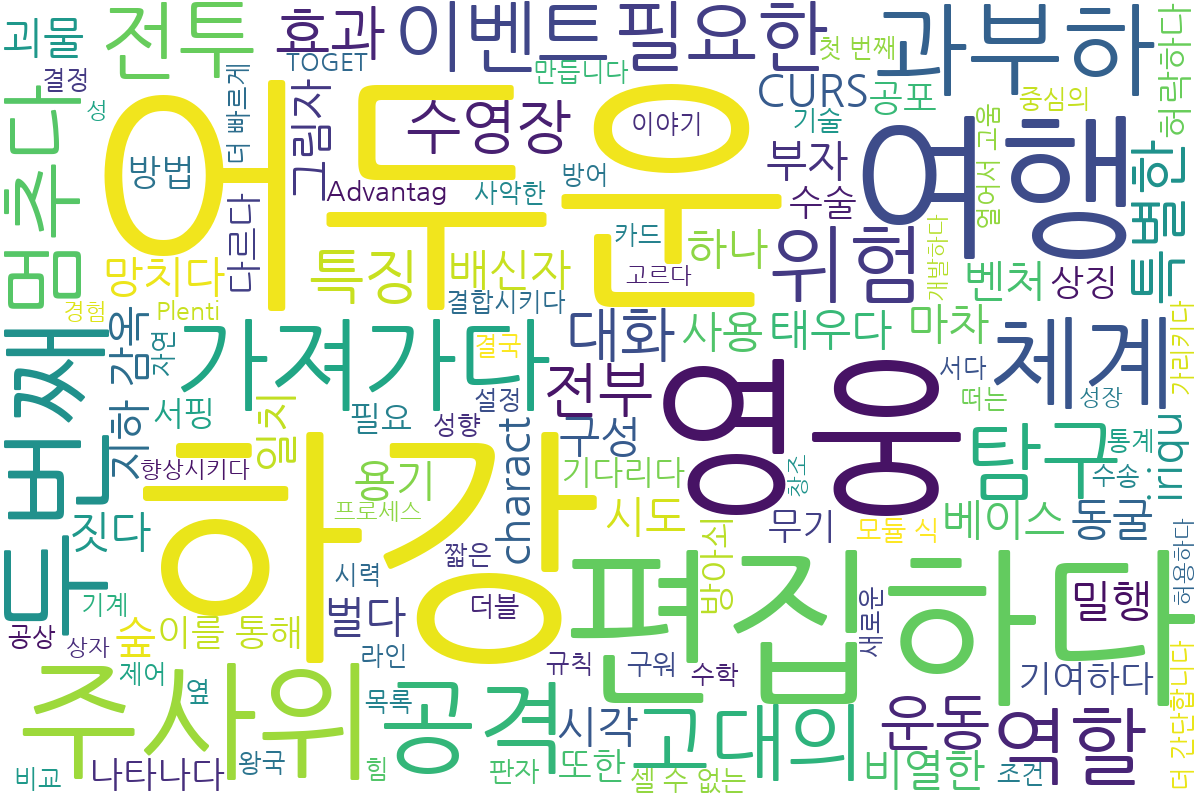 괴물
전투
효과
이벤트
필요한
과부하
첫 번째
허락하다
결정
TOGET
만듭니다
성
더 빠르게
그림자
수영장
CURS
공포
중심의
기술
이야기
멈추다
어두운
여행
방법
Advantag
사악한
방어
부자
수술
얼어서 고움
특별한
다르다
카드
하나
위험
개발하다
망치다
특징
배신자
고르다
벤처
상징
경험
Plenti
결합시키다
지하 감옥
자연
가져가다
결국
대화
사용
태우다
마차
체계
가리키다
두번째
서핑
일치
필요
설정
성향
전부
영웅
서다
떠는
성장
향상시키다
용기
charact
구성
기다리다
창조
탐구
통계
수송
iriqu
짓다
하강
프로세스
짧은
시도
방아쇠
무기
모듈 식
베이스
동굴
허용하다
기계
시력
더블
편집하다
새로운
밀행
공상
상자
숲
이를 통해
벌다
라인
규칙
구워
수학
기여하다
더 간단합니다
제어
옆
주사위
목록
공격
시각
고대의
운동
역할
비교
나타나다
왕국
힘
판자
또한
셀 수 없는
비열한
조건